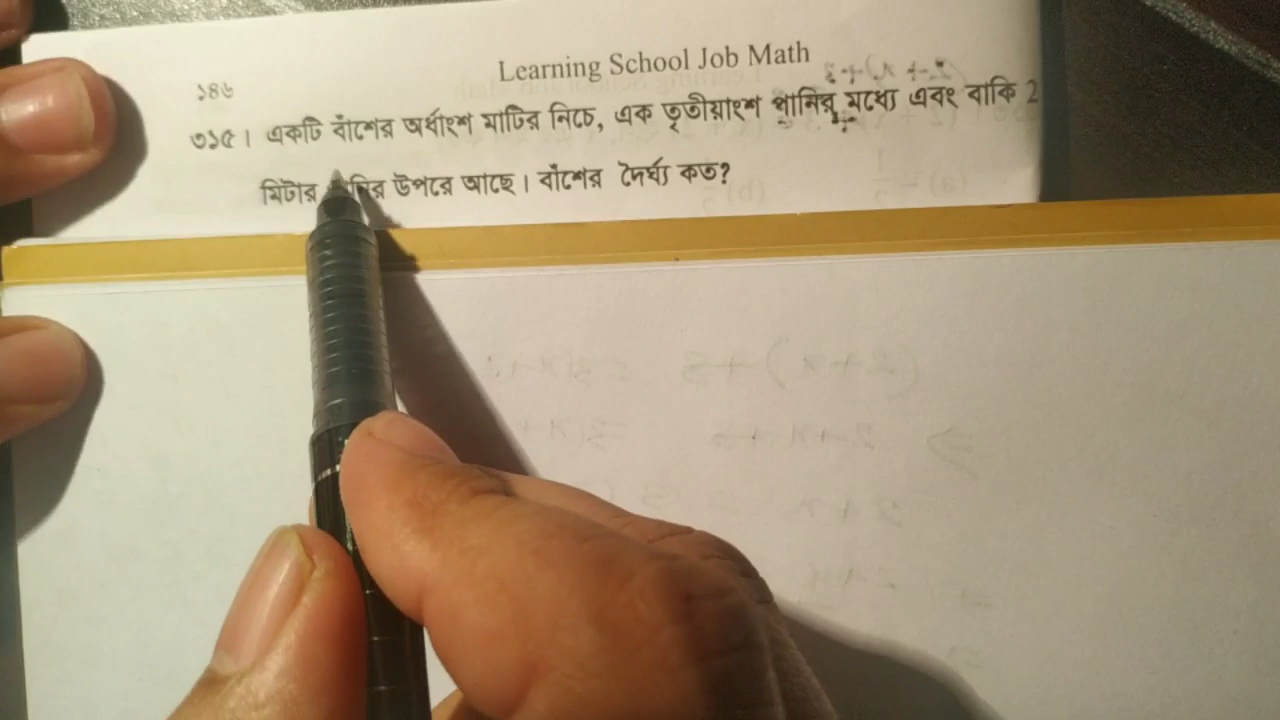 Learning School Job Math
১৪৬
৩১৫। একটি বাঁশের অর্ধাংশ মাটির নিচে, এক তৃতীয়াংশ পানির মধ্যে এবং বাকি 2
মিটার উপরে আছে। বাঁশের দৈর্ঘ্য কত?